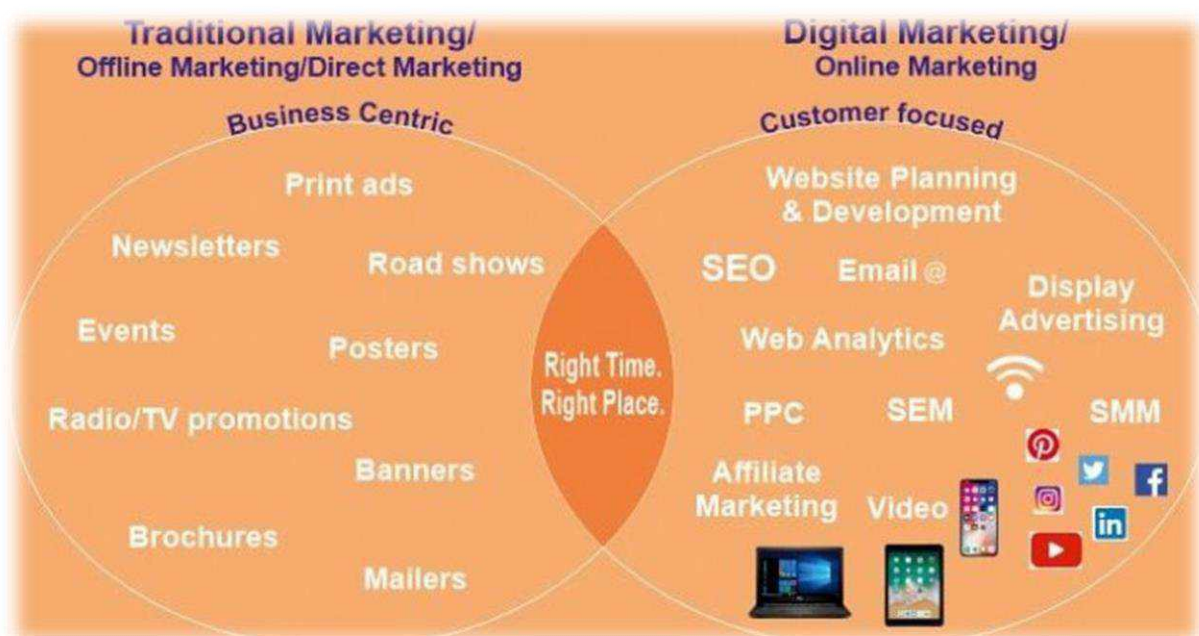 Traditional Marketing/
Offline Marketing/Direct Marketing
Business Centric
Print ads
Newsletters
Road shows
Events
Posters
Radio/TV promotions
Banners
Brochures
Mailers
Right Time.
Right Place.
Digital Marketing/
Online Marketing
Customer focused
Website Planning
& Development
SEO
Email @
Display
Advertising
Web Analytics
PPC
SEM
SMM
Affiliate
Marketing
Video
in